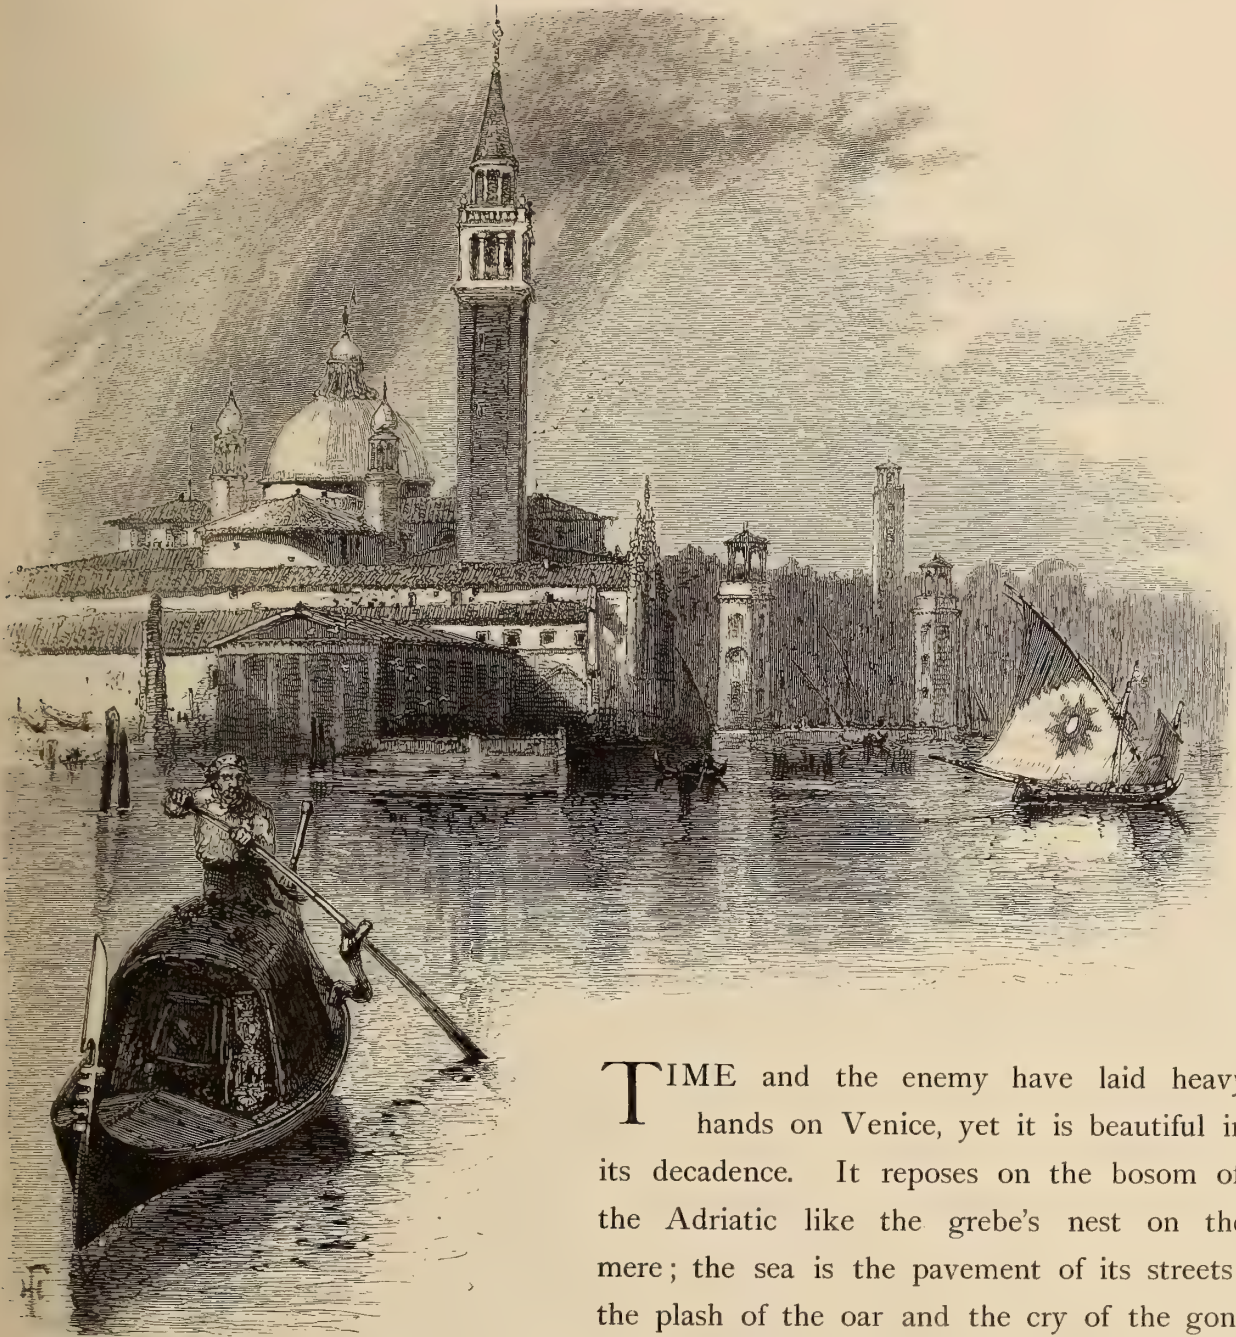 TIME and the enemy have laid heavy
hands on Venice, yet it is beautiful in
its decadence. It reposes on the bosom of
the Adriatic like the grebe's nest on the
mere; the sea is the pavement of its streets
the plash of the oar and the cry of the gon